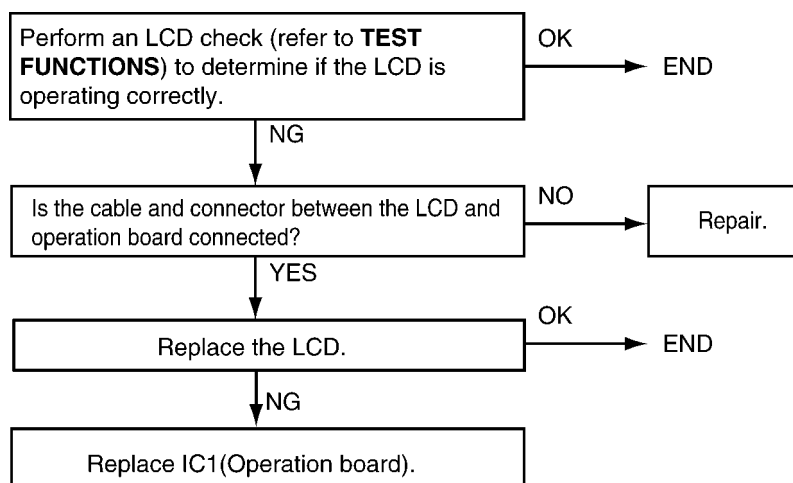 Perform an LCD check (refer to TEST
FUNCTIONS) to determine if the LCD is
operating correctly.
OK
END
NG
Is the cable and connector between the LCD and
operation board connected?
NO
Repair.
YES
Replace the LCD.
OK
END
NG
Replace IC1(Operation board).